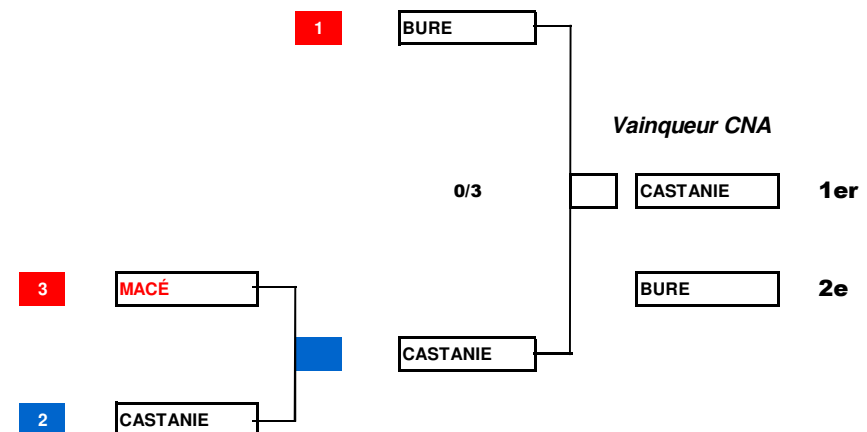 1 BURE
Vainqueur CNA
0/3 CASTANIE 1er
3 MACÉ BURE 2e
CASTANIE
2 CASTANIE